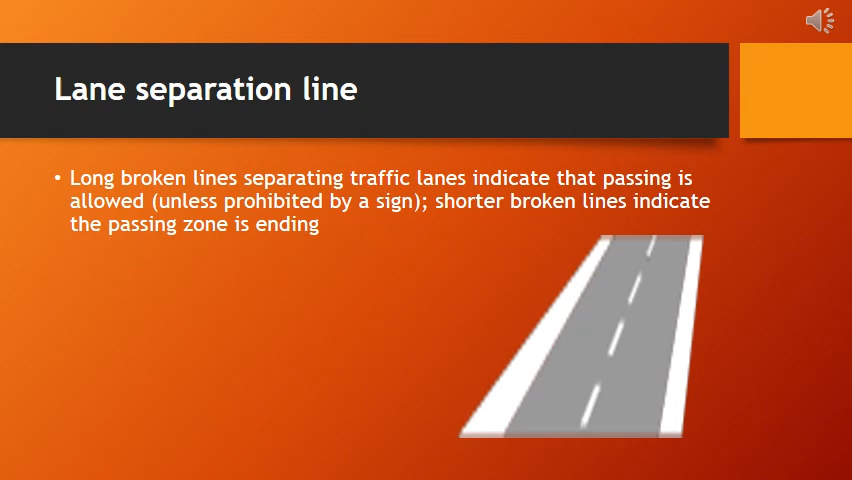 Lane separation line
• Long broken lines separating traffic lanes indicate that passing is
allowed (unless prohibited by a sign); shorter broken lines indicate
the passing zone is ending